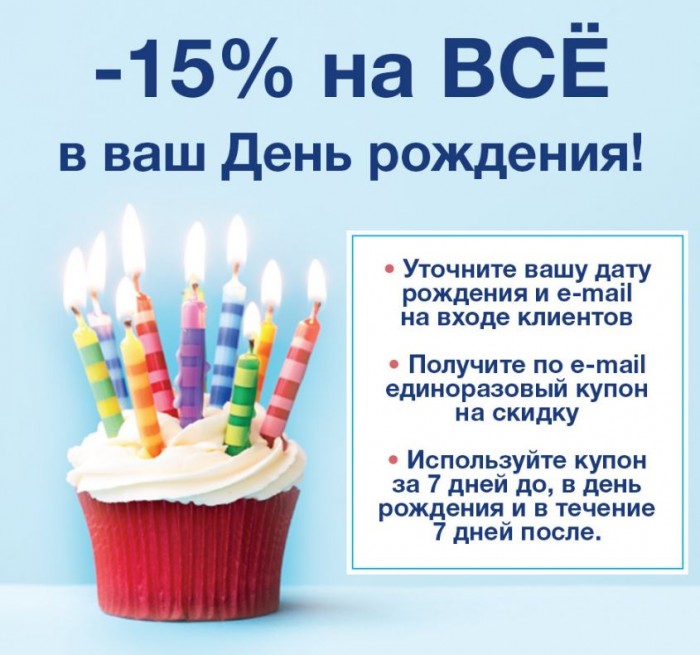 -15% на ВСЁ
в ваш День рождения!
• Уточните вашу дату
рождения и e-mail
на входе клиентов
• Получите по e-mail
единоразовый купон
на скидку
• Используйте купон
за 7 дней до, в день
рождения и в течение
7 дней после.